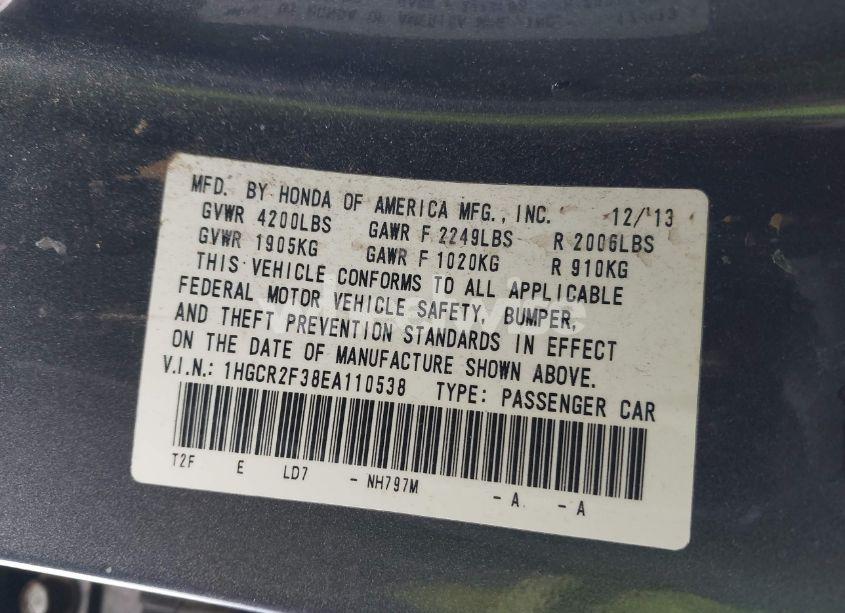 MFD. BY HONDA OF AMERICA MFG., INC. 12/13
GVWR 4200LBS GAWR F 2249LBS R 2006LBS
GVWR 1905KG GAWR F 1020KG R 910KG
THIS VEHICLE CONFORMS TO ALL APPLICABLE
FEDERAL MOTOR VEHICLE SAFETY, BUMPER,
AND THEFT PREVENTION STANDARDS IN EFFECT
ON THE DATE OF MANUFACTURE SHOWN ABOVE.
V.I.N.: 1HGCR2F38EA110538 TYPE: PASSENGER CAR
T2F E LD7 - NH797M - A - A